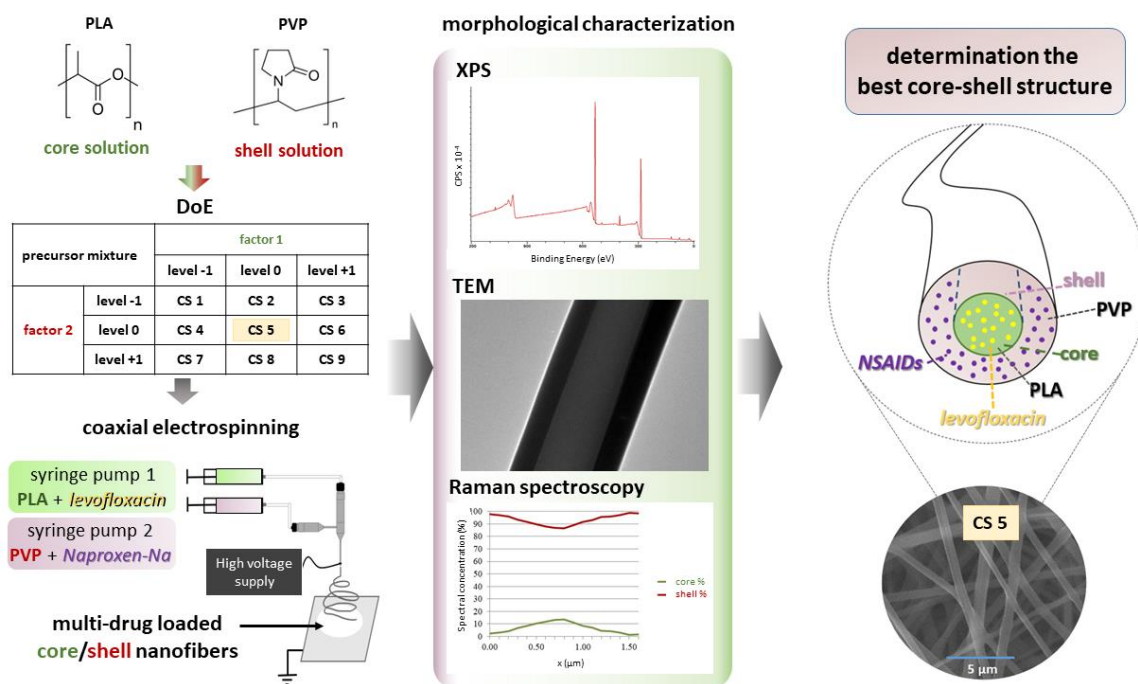 PLA
PVP
O
O
n
N
O
n
core solution
shell solution
DoE
precursor mixture
factor 1
level -1
level 0
level +1
factor 2
level -1
CS 1
CS 2
CS 3
level 0
CS 4
CS 5
CS 6
level +1
CS 7
CS 8
CS 9
coaxial electrospinning
syringe pump 1
PLA + levofloxacin
syringe pump 2
PVP + Naproxen-Na
High voltage
supply
multi-drug loaded
core/shell nanofibers
morphological characterization
XPS
CPS x 10⁻⁴
Binding Energy (eV)
TEM
Raman spectroscopy
Spectral concentration (%)
100
90
80
70
60
50
40
30
20
10
0
0.00
0.40
0.80
1.20
1.60
x (µm)
core %
shell %
determination the
best core-shell structure
shell
PVP
core
NSAIDs
PLA
levofloxacin
CS 5
5 µm